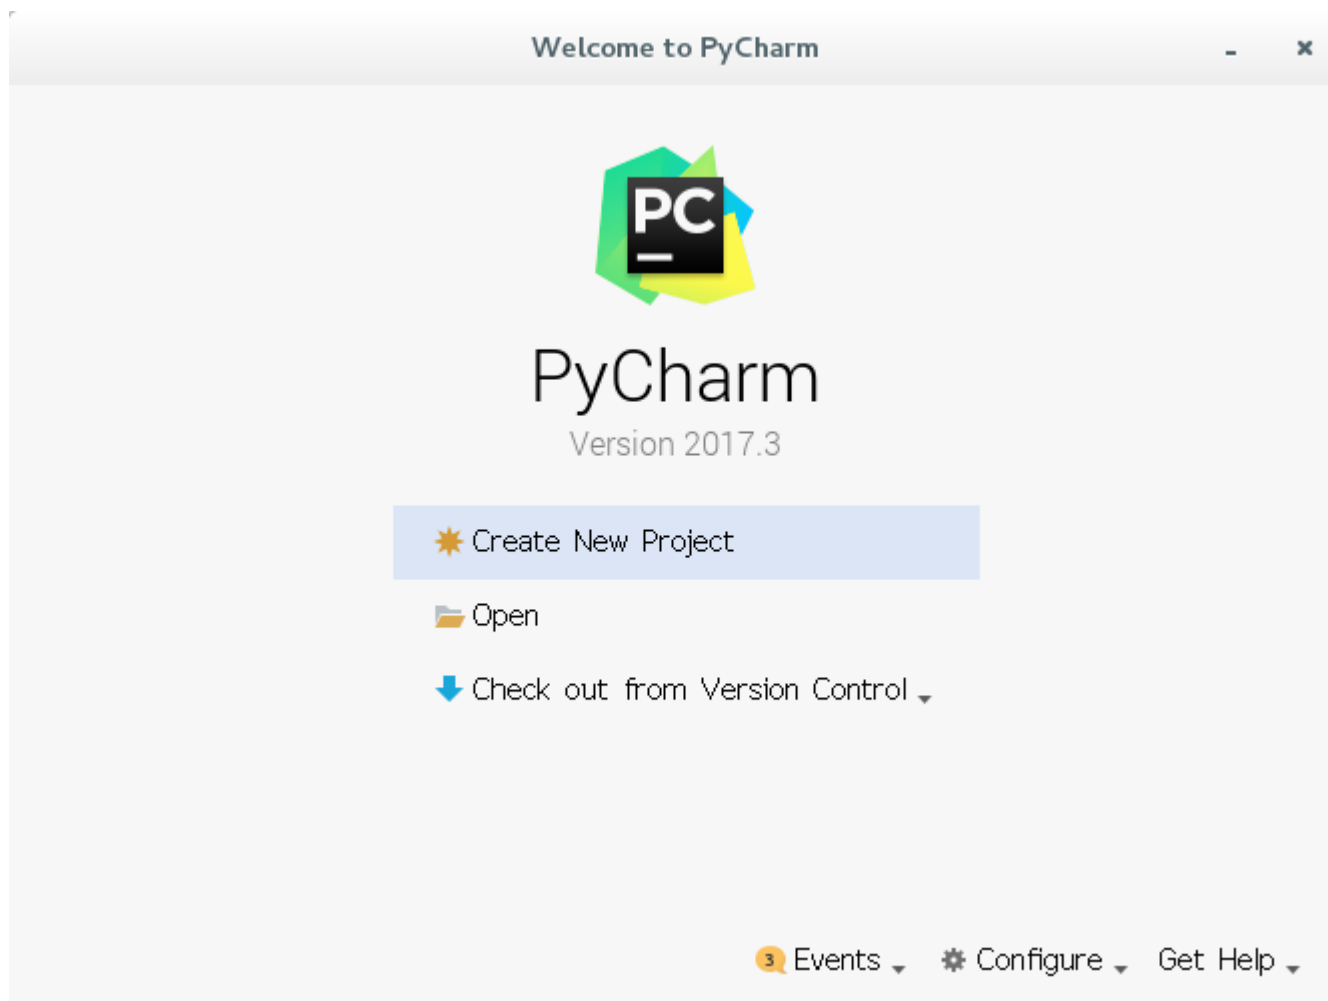 Welcome to PyCharm
PC
PyCharm
Version 2017.3
Create New Project
Open
Check out from Version Control
3 Events Configure Get Help